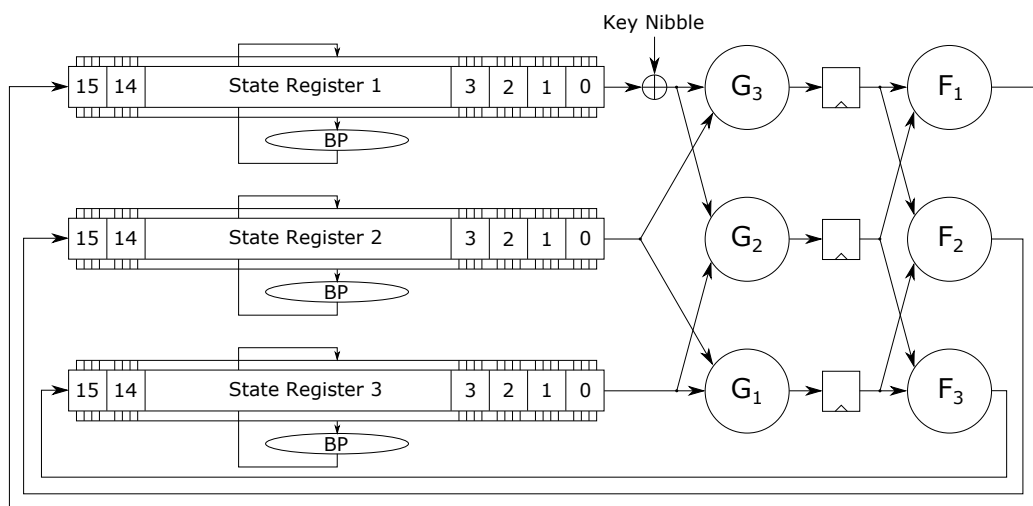 Key Nibble
15 14 State Register 1 3 2 1 0 G3 F1
BP
15 14 State Register 2 3 2 1 0 G2 F2
BP
15 14 State Register 3 3 2 1 0 G1 F3
BP